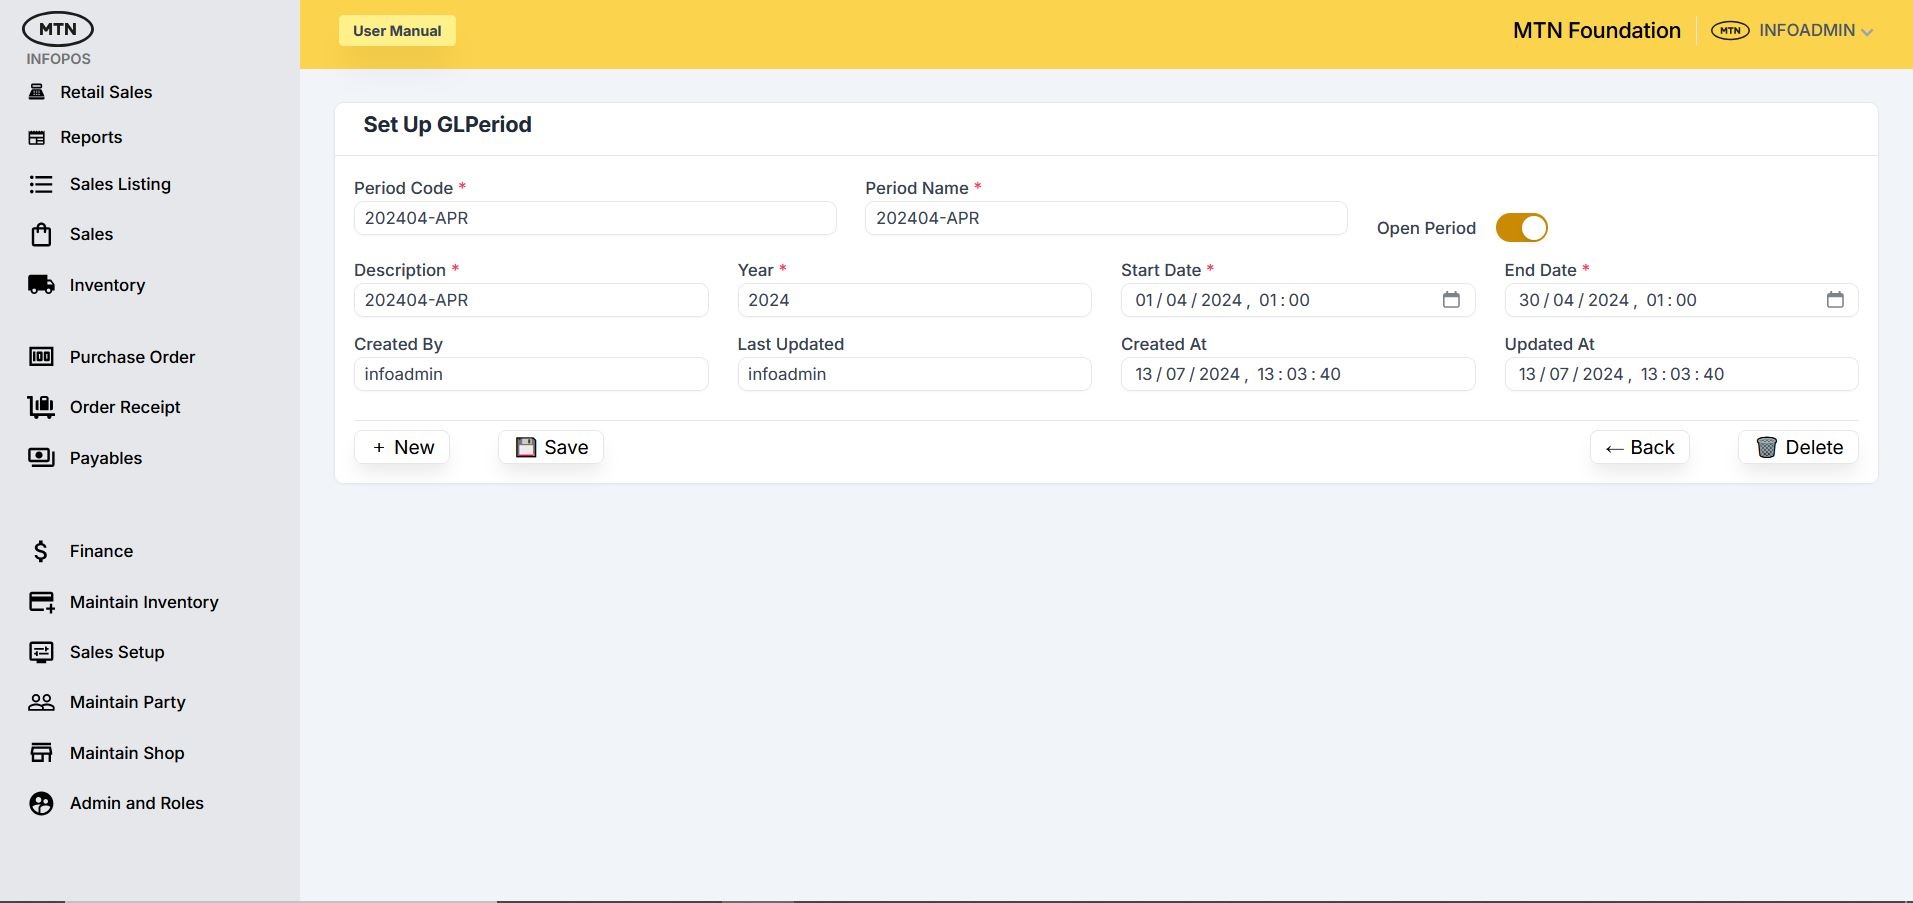 MTN
INFOPOS
Retail Sales
Reports
Sales Listing
Sales
Inventory
Purchase Order
Order Receipt
Payables
Finance
Maintain Inventory
Sales Setup
Maintain Party
Maintain Shop
Admin and Roles
User Manual
MTN Foundation
MTN INFOADMIN
Set Up GLPeriod
Period Code * Period Name *
202404-APR 202404-APR
Open Period
Description * Year * Start Date * End Date *
202404-APR 2024 01/04/2024, 01:00 30/04/2024, 01:00
Created By Last Updated Created At Updated At
infoadmin infoadmin 13/07/2024, 13:03:40 13/07/2024, 13:03:40
+ New Save ← Back Delete